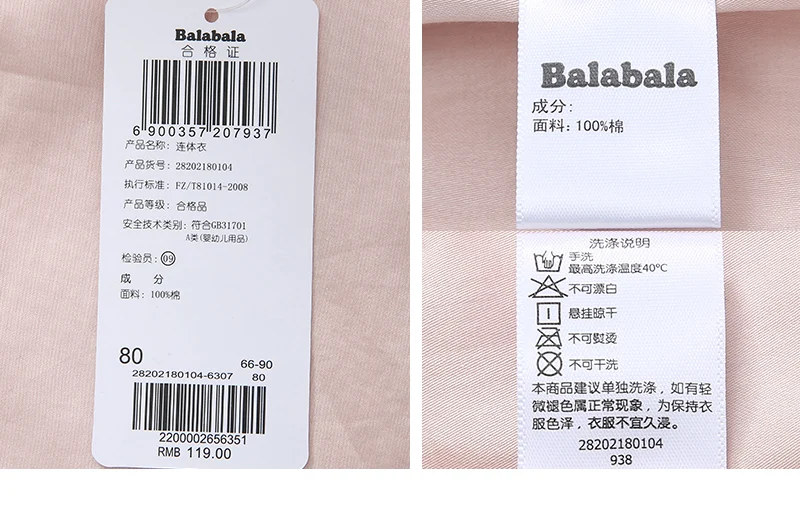 Balabala
合格证
6 900357 207937
产品名称: 连体衣
产品货号: 28202180104
执行标准: FZ/T81014-2008
产品等级: 合格品
安全技术类别: 符合GB31701
A类(婴幼儿用品)
检验员: 09
成 分
面料: 100%棉
80
66-90
28202180104-6307 80
2200002656351
RMB 119.00
Balabala
成分:
面料: 100%棉
洗涤说明
手洗
最高洗涤温度40℃
不可漂白
悬挂晾干
不可熨烫
不可干洗
本商品建议单独洗涤, 如有轻
微褪色属正常现象, 为保持衣
服色泽, 衣服不宜久浸。
28202180104
938